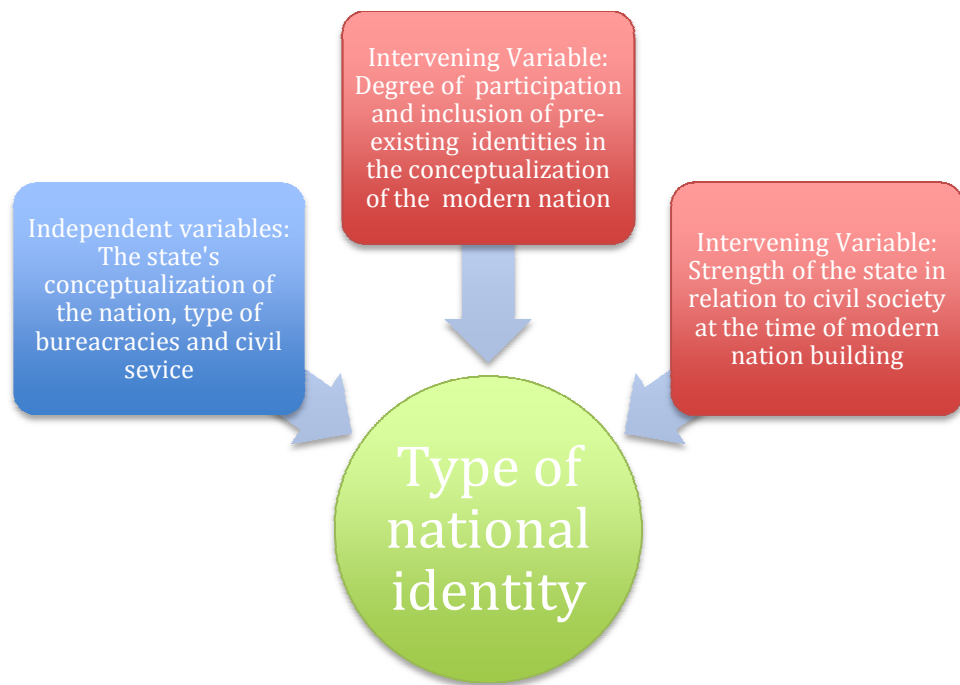 Independent variables:
The state's
conceptualization of
the nation, type of
bureacracies and civil
sevice
Intervening Variable:
Degree of participation
and inclusion of pre-
existing identities in
the conceptualization
of the modern nation
Intervening Variable:
Strength of the state in
relation to civil society
at the time of modern
nation building
Type of
national
identity